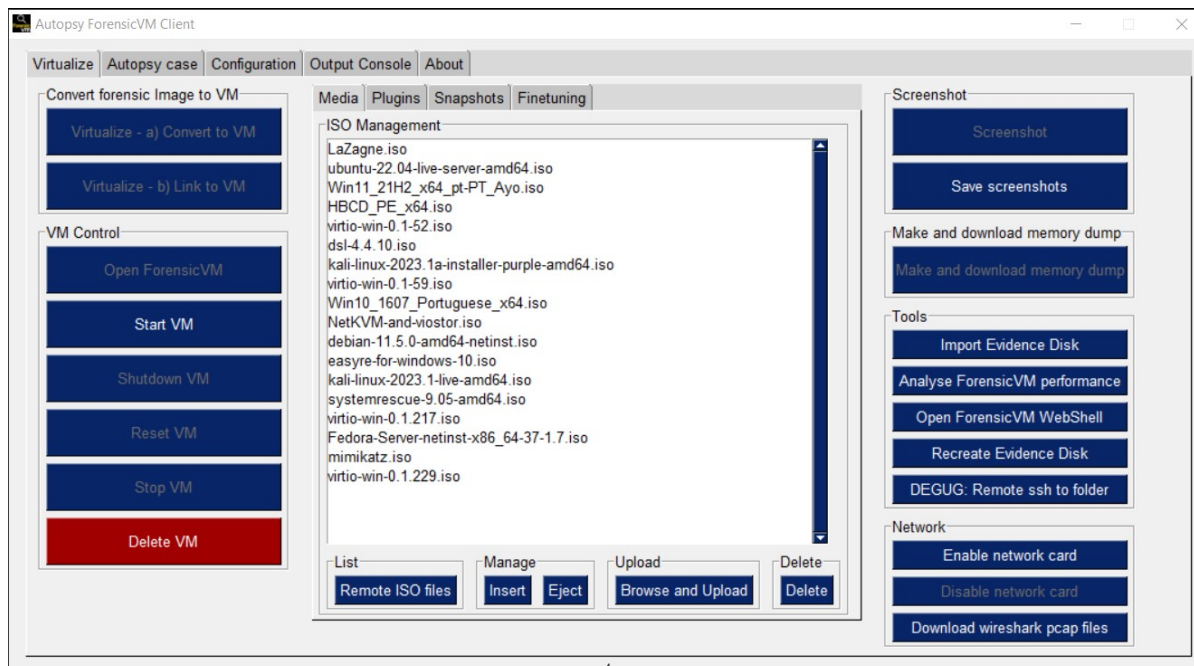 Autopsy ForensicVM Client
Virtualize Autopsy case Configuration Output Console About
Convert forensic Image to VM
Virtualize - a) Convert to VM
Virtualize - b) Link to VM
VM Control
Open ForensicVM
Start VM
Shutdown VM
Reset VM
Stop VM
Delete VM
Media Plugins Snapshots Finetuning
ISO Management
LaZagne.iso
ubuntu-22.04-live-server-amd64.iso
Win11_21H2_x64_pt-PT_Ayo.iso
HBCD_PE_x64.iso
virtio-win-0.1-52.iso
dsl-4.4.10.iso
kali-linux-2023.1a-installer-purple-amd64.iso
virtio-win-0.1-59.iso
Win10_1607_Portuguese_x64.iso
NetKVM-and-viostor.iso
debian-11.5.0-amd64-netinst.iso
easyre-for-windows-10.iso
kali-linux-2023.1-live-amd64.iso
systemrescue-9.05-amd64.iso
virtio-win-0.1.217.iso
Fedora-Server-netinst-x86_64-37-1.7.iso
mimikatz.iso
virtio-win-0.1.229.iso
List Manage Upload Delete
Remote ISO files Insert Eject Browse and Upload Delete
Screenshot
Screenshot
Save screenshots
Make and download memory dump
Make and download memory dump
Tools
Import Evidence Disk
Analyse ForensicVM performance
Open ForensicVM WebShell
Recreate Evidence Disk
DEGUG: Remote ssh to folder
Network
Enable network card
Disable network card
Download wireshark pcap files